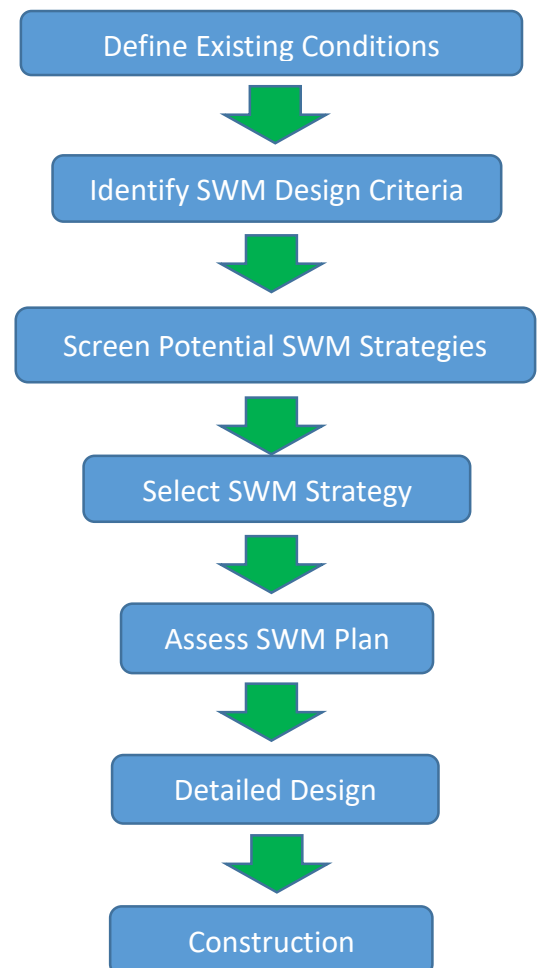 Define Existing Conditions
Identify SWM Design Criteria
Screen Potential SWM Strategies
Select SWM Strategy
Assess SWM Plan
Detailed Design
Construction